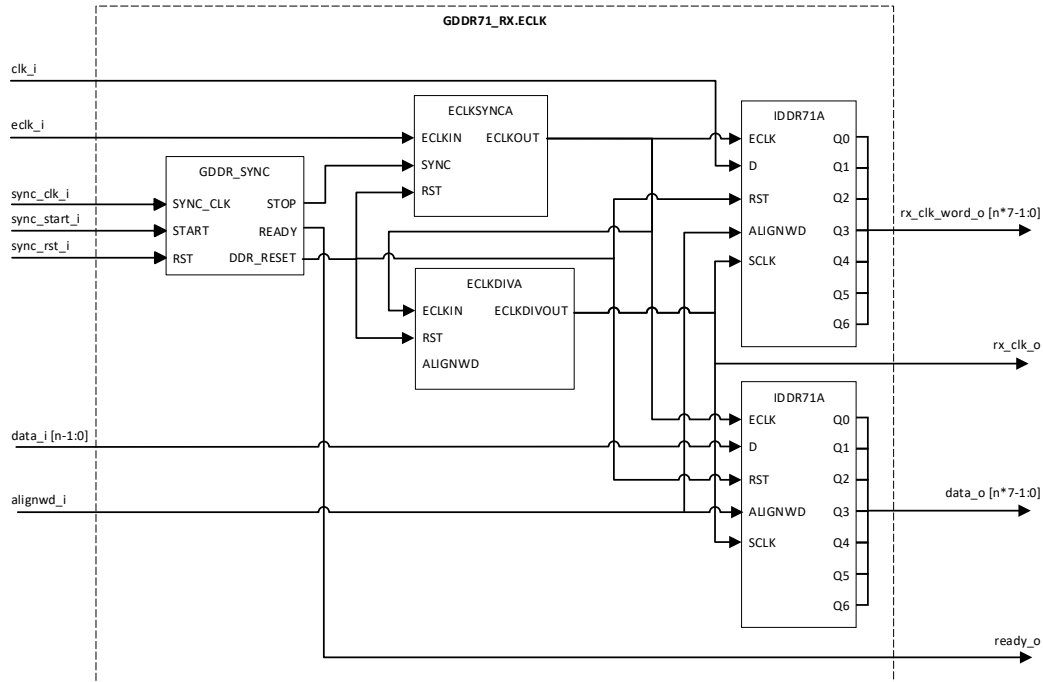 GDDR71_RX.ECLK
clk_i
eclk_i
sync_clk_i
sync_start_i
sync_rst_i
GDDR_SYNC
SYNC_CLK STOP
START READY
RST DDR_RESET
ECLKSYNCA
ECLKIN ECLKOUT
SYNC
RST
ECLKDIVA
ECLKIN ECLKDIVOUT
RST
ALIGNWD
IDDR71A
ECLK Q0
D Q1
RST Q2
ALIGNWD Q3
SCLK Q4
Q5
Q6
rx_clk_word_o [n*7-1:0]
rx_clk_o
data_i [n-1:0]
alignwd_i
IDDR71A
ECLK Q0
D Q1
RST Q2
ALIGNWD Q3
SCLK Q4
Q5
Q6
data_o [n*7-1:0]
ready_o